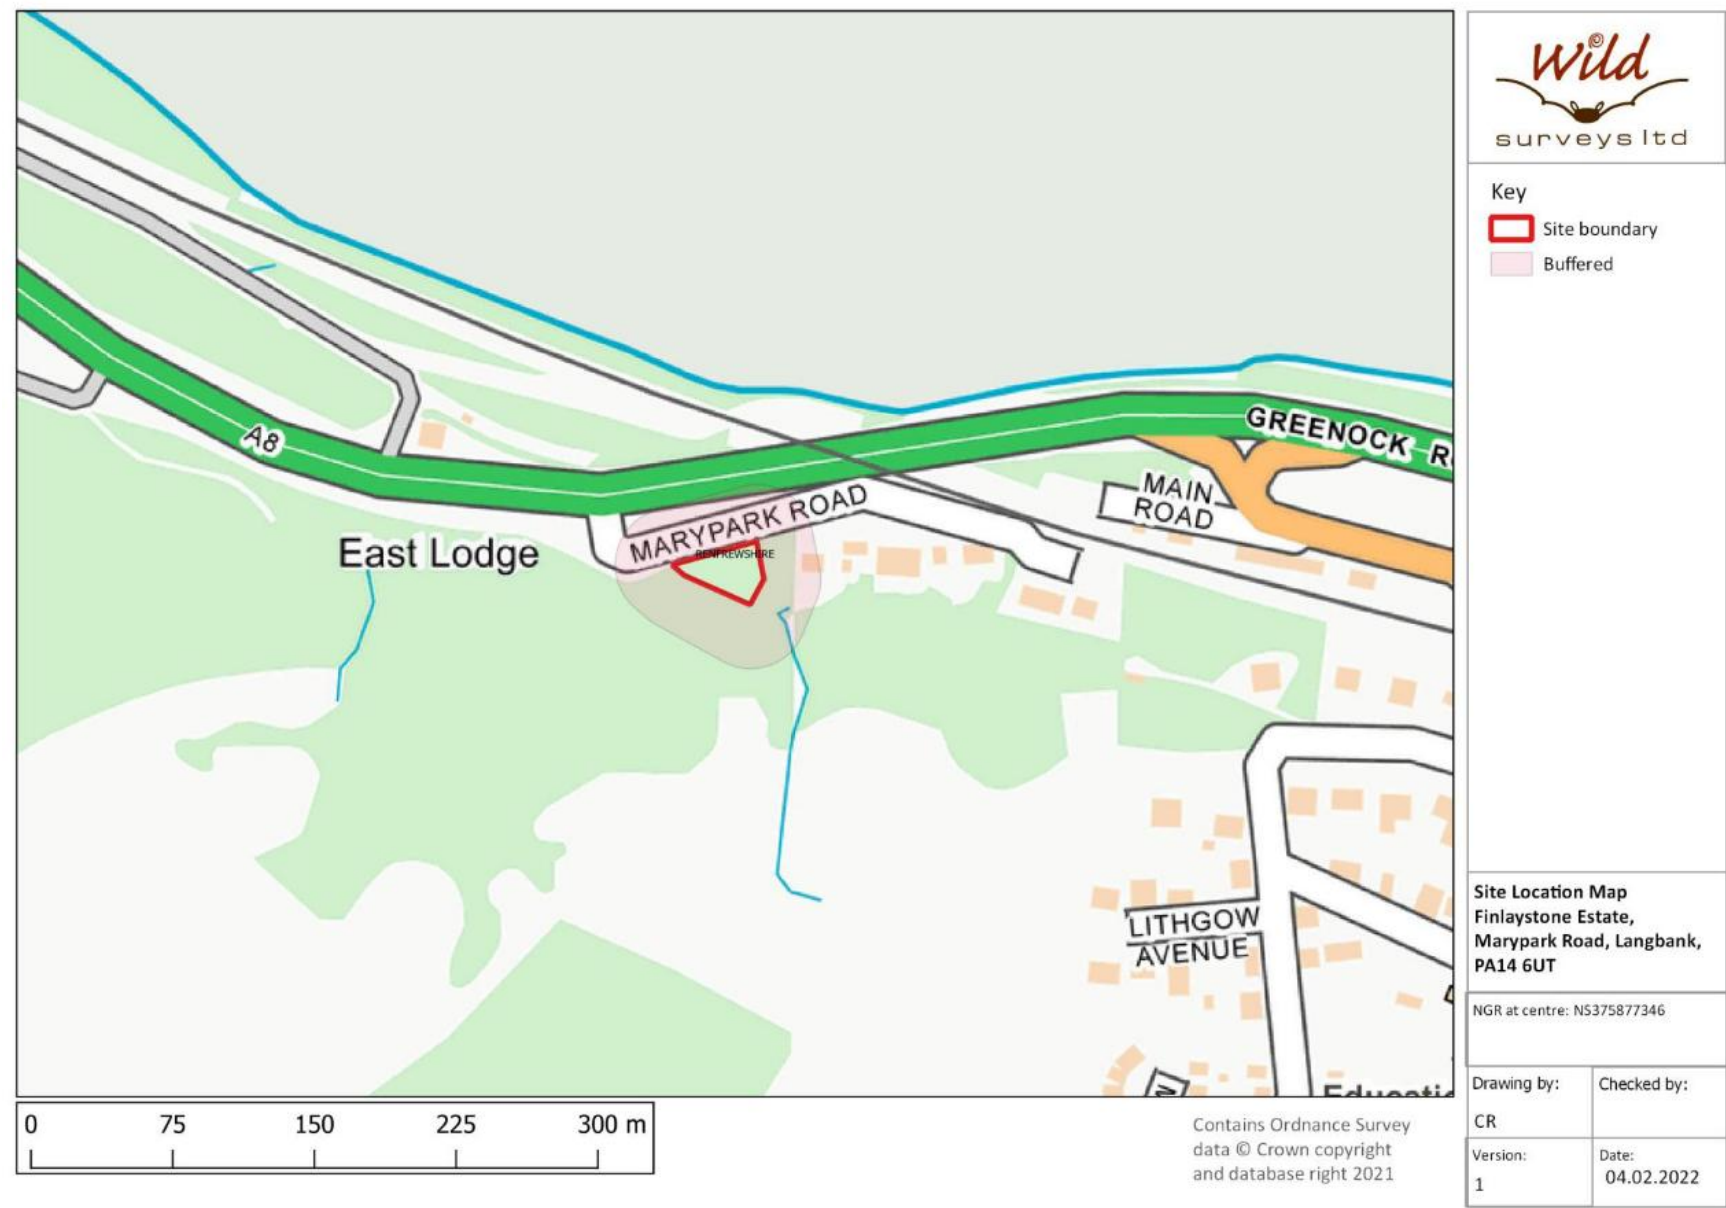 A8
GREENOCK R
MAIN
ROAD
MARYPARK ROAD
RENFREWSHIRE
East Lodge
LITHGOW
AVENUE
Educatio
0 75 150 225 300 m
Contains Ordnance Survey
data © Crown copyright
and database right 2021
Wild
surveys ltd
Key
Site boundary
Buffered
Site Location Map
Finlaystone Estate,
Marypark Road, Langbank,
PA14 6UT
NGR at centre: NS375877346
Drawing by:
CR
Checked by:
Version:
1
Date:
04.02.2022